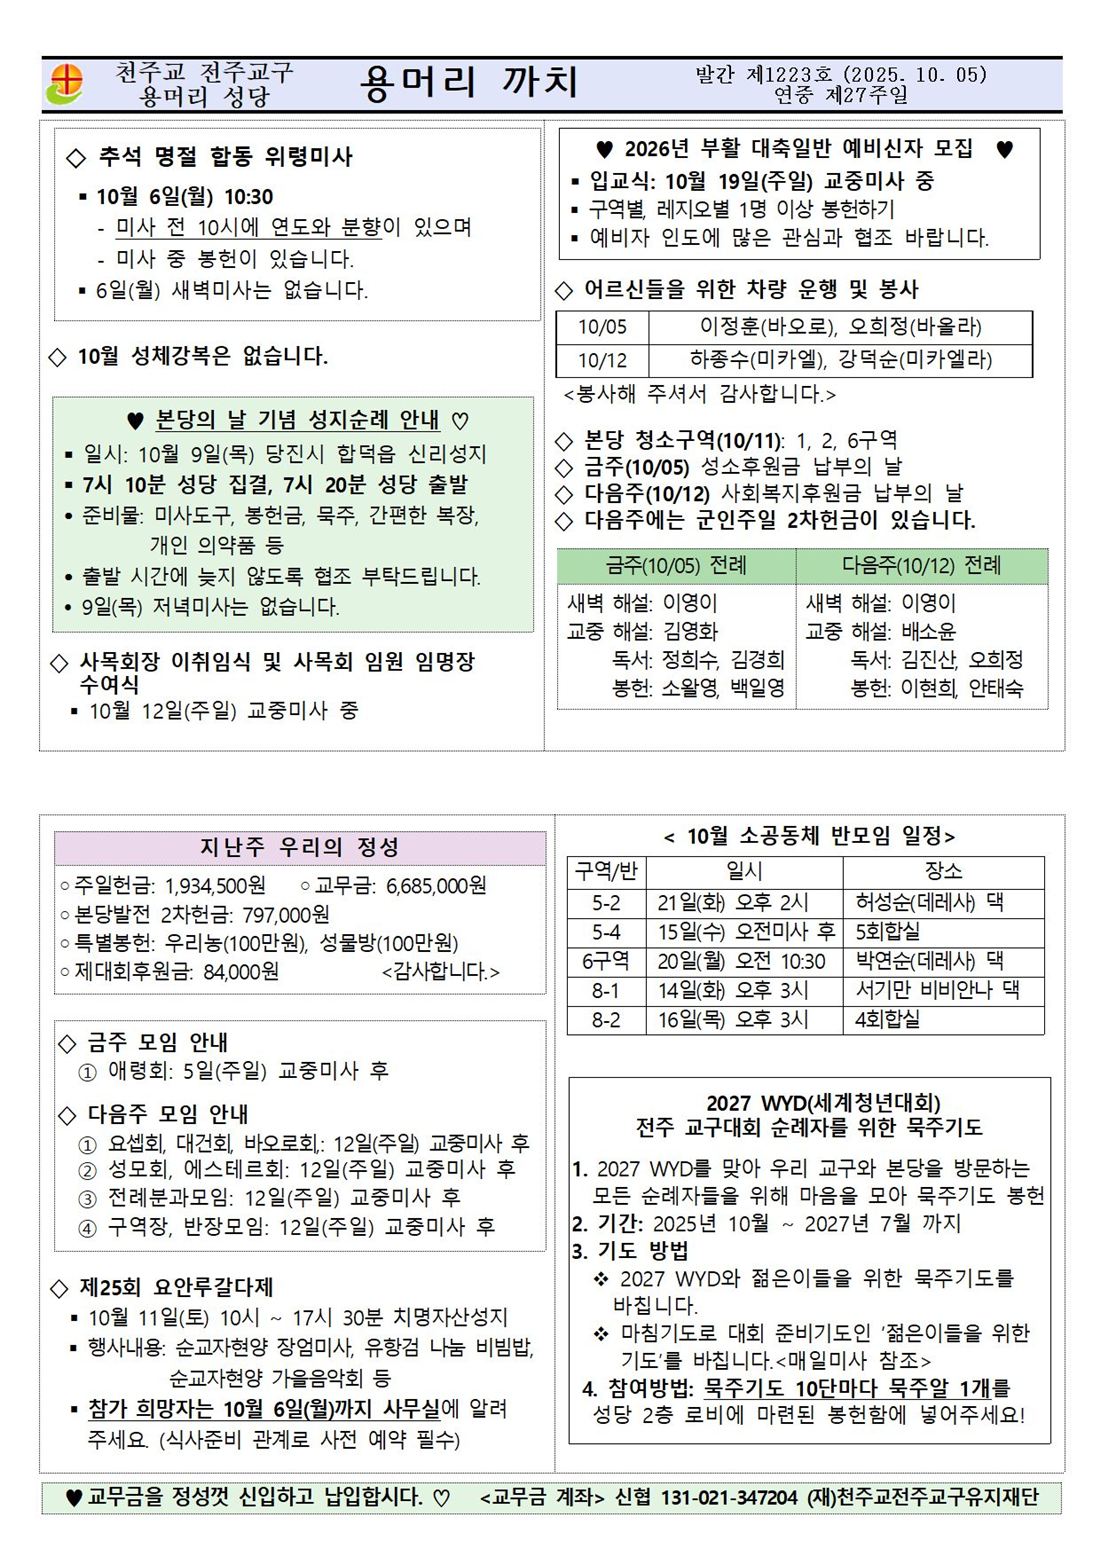 천주교 전주교구
용머리 성당
용머리 까치
발간 제1223호 (2025. 10. 05)
연중 제27주일
◇ 추석 명절 합동 위령미사
▪ 10월 6일(월) 10:30
- 미사 전 10시에 연도와 분향이 있으며
- 미사 중 봉헌이 있습니다.
▪ 6일(월) 새벽미사는 없습니다.
◇ 10월 성체강복은 없습니다.
♥ 본당의 날 기념 성지순례 안내 ♡
▪ 일시: 10월 9일(목) 당진시 합덕읍 신리성지
▪ 7시 10분 성당 집결, 7시 20분 성당 출발
• 준비물: 미사도구, 봉헌금, 묵주, 간편한 복장,
개인 의약품 등
• 출발 시간에 늦지 않도록 협조 부탁드립니다.
• 9일(목) 저녁미사는 없습니다.
◇ 사목회장 이취임식 및 사목회 임원 임명장
수여식
▪ 10월 12일(주일) 교중미사 중
♥ 2026년 부활 대축일반 예비신자 모집 ♥
▪ 입교식: 10월 19일(주일) 교중미사 중
▪ 구역별, 레지오별 1명 이상 봉헌하기
▪ 예비자 인도에 많은 관심과 협조 바랍니다.
◇ 어르신들을 위한 차량 운행 및 봉사
10/05 이정훈(바오로), 오희정(바올라)
10/12 하종수(미카엘), 강덕순(미카엘라)
<봉사해 주셔서 감사합니다.>
◇ 본당 청소구역(10/11): 1, 2, 6구역
◇ 금주(10/05) 성소후원금 납부의 날
◇ 다음주(10/12) 사회복지후원금 납부의 날
◇ 다음주에는 군인주일 2차헌금이 있습니다.
금주(10/05) 전례 다음주(10/12) 전례
새벽 해설: 이영이 새벽 해설: 이영이
교중 해설: 김영화 교중 해설: 배소윤
독서: 정희수, 김경희 독서: 김진산, 오희정
봉헌: 소왈영, 백일영 봉헌: 이현희, 안태숙
지난주 우리의 정성
○ 주일헌금: 1,934,500원 ○ 교무금: 6,685,000원
○ 본당발전 2차헌금: 797,000원
○ 특별봉헌: 우리농(100만원), 성물방(100만원)
○ 제대회후원금: 84,000원 <감사합니다.>
◇ 금주 모임 안내
① 애령회: 5일(주일) 교중미사 후
◇ 다음주 모임 안내
① 요셉회, 대건회, 바오로회,: 12일(주일) 교중미사 후
② 성모회, 에스테르회: 12일(주일) 교중미사 후
③ 전례분과모임: 12일(주일) 교중미사 후
④ 구역장, 반장모임: 12일(주일) 교중미사 후
◇ 제25회 요안루갈다제
▪ 10월 11일(토) 10시 ~ 17시 30분 치명자산성지
▪ 행사내용: 순교자현양 장엄미사, 유항검 나눔 비빔밥,
순교자현양 가을음악회 등
▪ 참가 희망자는 10월 6일(월)까지 사무실에 알려
주세요. (식사준비 관계로 사전 예약 필수)
< 10월 소공동체 반모임 일정>
구역/반 일시 장소
5-2 21일(화) 오후 2시 허성순(데레사) 댁
5-4 15일(수) 오전미사 후 5회합실
6구역 20일(월) 오전 10:30 박연순(데레사) 댁
8-1 14일(화) 오후 3시 서기만 비비안나 댁
8-2 16일(목) 오후 3시 4회합실
2027 WYD(세계청년대회)
전주 교구대회 순례자를 위한 묵주기도
1. 2027 WYD를 맞아 우리 교구와 본당을 방문하는
모든 순례자들을 위해 마음을 모아 묵주기도 봉헌
2. 기간: 2025년 10월 ~ 2027년 7월 까지
3. 기도 방법
❖ 2027 WYD와 젊은이들을 위한 묵주기도를
바칩니다.
❖ 마침기도로 대회 준비기도인 '젊은이들을 위한
기도'를 바칩니다.<매일미사 참조>
4. 참여방법: 묵주기도 10단마다 묵주알 1개를
성당 2층 로비에 마련된 봉헌함에 넣어주세요!
♥ 교무금을 정성껏 신입하고 납입합시다. ♡ <교무금 계좌> 신협 131-021-347204 (재)천주교전주교구유지재단